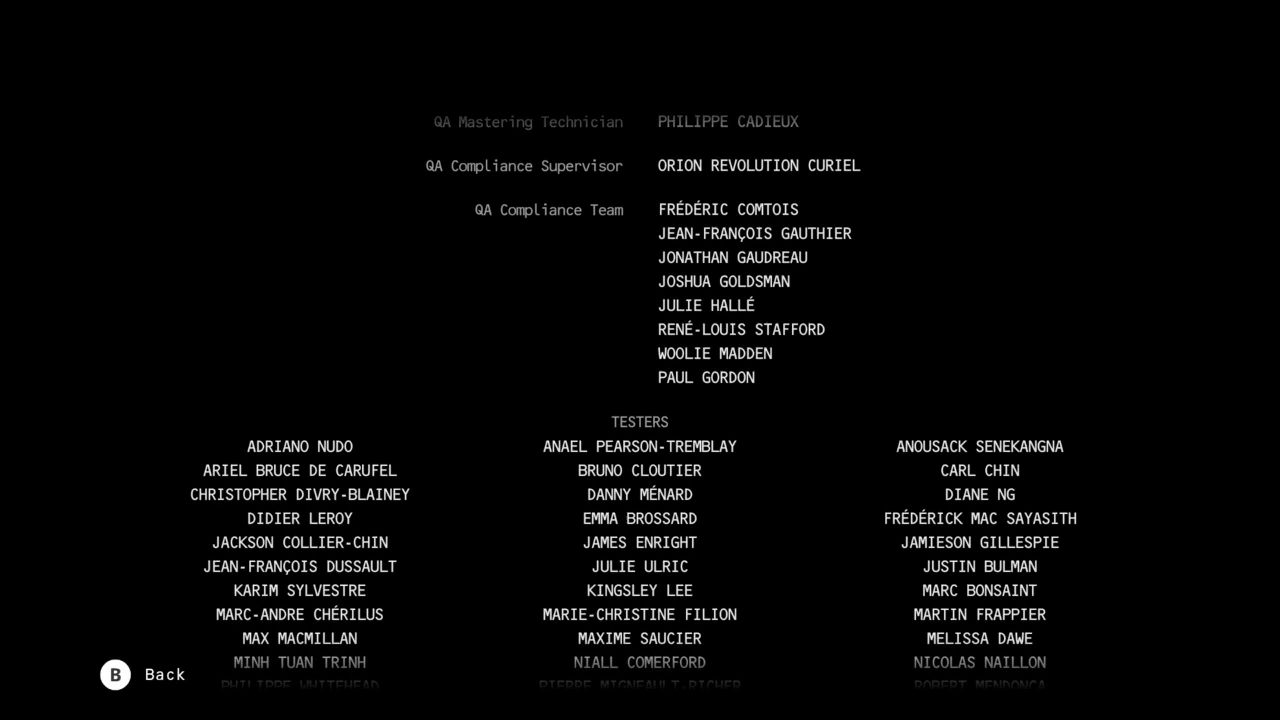 QA Mastering Technician PHILIPPE CADIEUX
QA Compliance Supervisor ORION REVOLUTION CURIEL
QA Compliance Team FRÉDÉRIC COMTOIS
JEAN-FRANÇOIS GAUTHIER
JONATHAN GAUDREAU
JOSHUA GOLDSMAN
JULIE HALLÉ
RENÉ-LOUIS STAFFORD
WOOLIE MADDEN
PAUL GORDON
TESTERS
ADRIANO NUDO ANAEL PEARSON-TREMBLAY ANOUSACK SENEKANGNA
ARIEL BRUCE DE CARUFEL BRUNO CLOUTIER CARL CHIN
CHRISTOPHER DIVRY-BLAINEY DANNY MÉNARD DIANE NG
DIDIER LEROY EMMA BROSSARD FRÉDÉRICK MAC SAYASITH
JACKSON COLLIER-CHIN JAMES ENRIGHT JAMIESON GILLESPIE
JEAN-FRANÇOIS DUSSAULT JULIE ULRIC JUSTIN BULMAN
KARIM SYLVESTRE KINGSLEY LEE MARC BONSAINT
MARC-ANDRE CHÉRILUS MARIE-CHRISTINE FILION MARTIN FRAPPIER
MAX MACMILLAN MAXIME SAUCIER MELISSA DAWE
MINH TUAN TRINH NIALL COMERFORD NICOLAS NAILLON
B Back
PHILIPPE WHITEHEAD PIERRE ROBERT